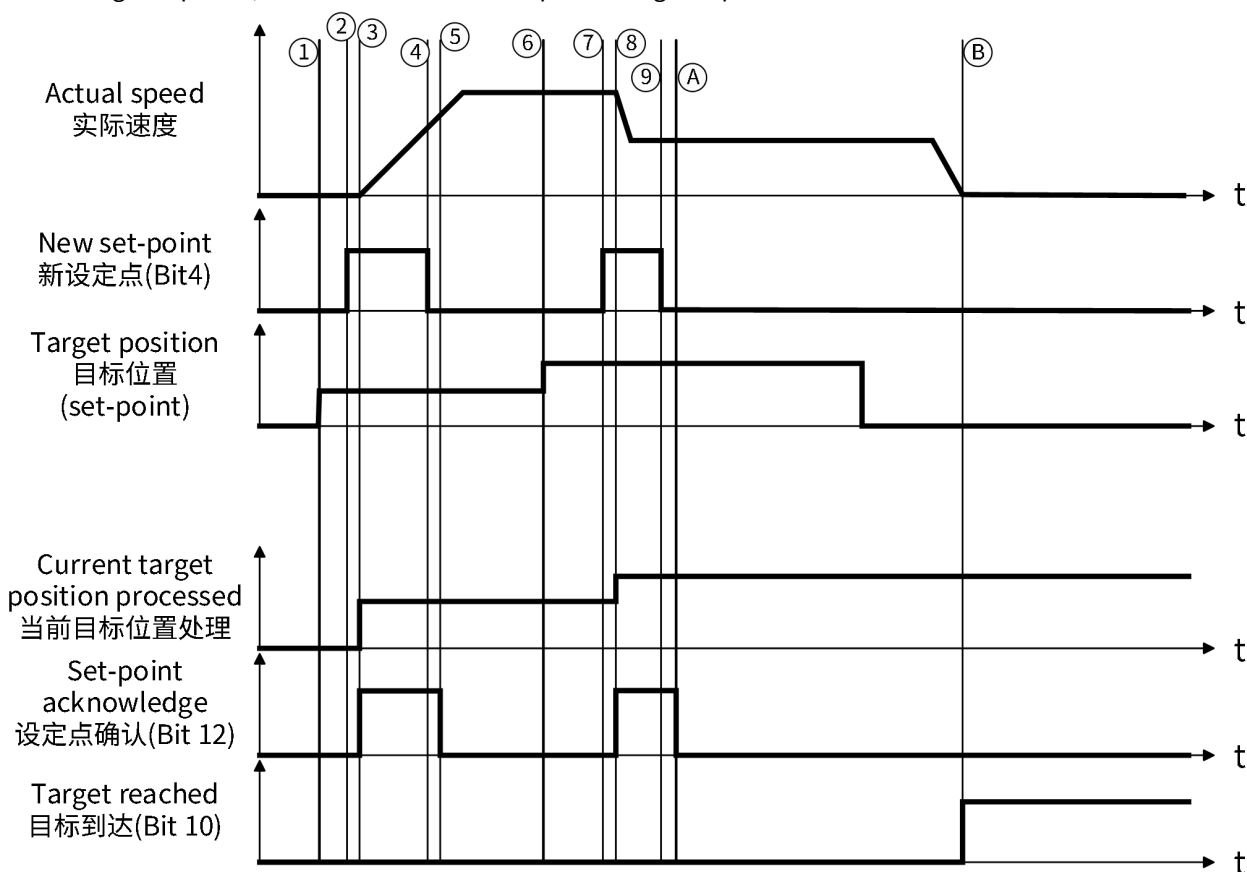 ① ② ③ ④ ⑤ ⑥ ⑦ ⑧ ⑨ Ⓐ Ⓑ
Actual speed
实际速度
t
New set-point
新设定点(Bit4)
t
Target position
目标位置
(set-point)
t
Current target
position processed
当前目标位置处理
t
Set-point
acknowledge
设定点确认(Bit 12)
t
Target reached
目标到达(Bit 10)
t